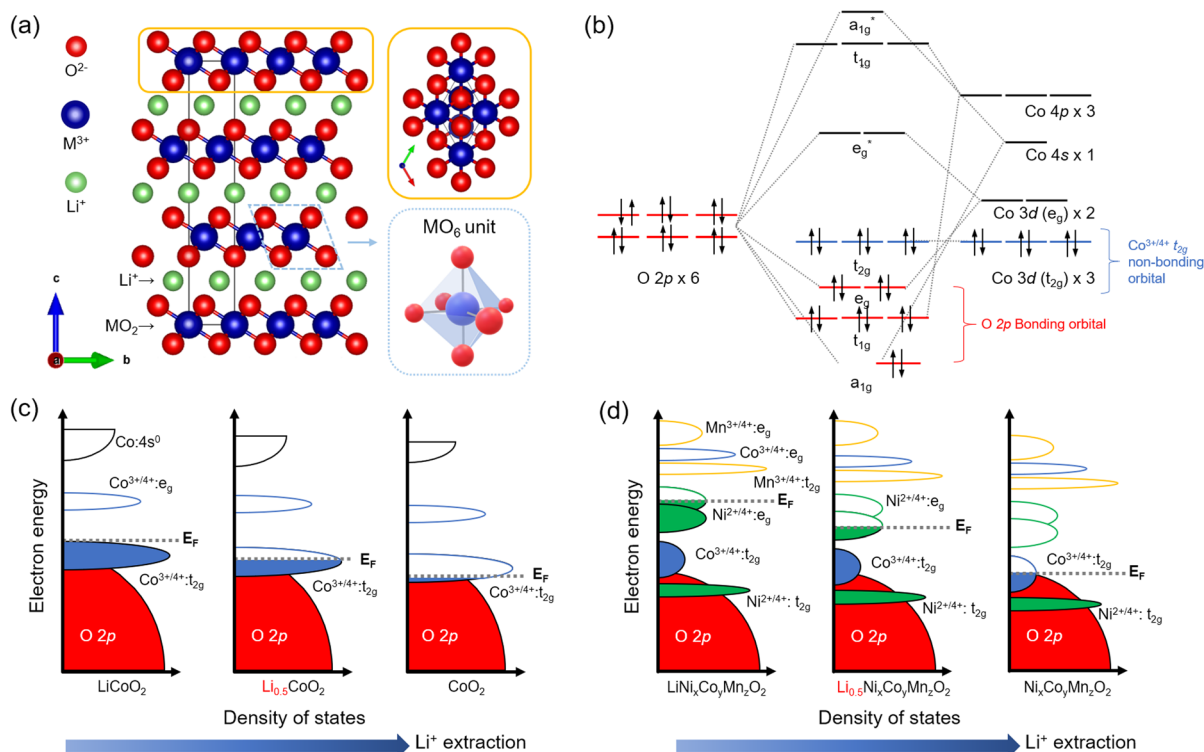 (a)
O²⁻
M³⁺
Li⁺
Li⁺→
MO₂→
c
a
b
MO₆ unit
(b)
a₁g*
t₁g
Co 4p x 3
eg*
Co 4s x 1
Co 3d (eg) x 2
O 2p x 6
t₂g
Co 3d (t₂g) x 3
Co³⁺/⁴⁺ t₂g
non-bonding
orbital
eg
t₁g
O 2p Bonding orbital
a₁g
(c)
Electron energy
Co:4s⁰
Co³⁺/⁴⁺:eg
EF
Co³⁺/⁴⁺:t₂g
O 2p
LiCoO₂
EF
Co³⁺/⁴⁺:t₂g
O 2p
Li₀.₅CoO₂
EF
Co³⁺/⁴⁺:t₂g
O 2p
CoO₂
Density of states
Li⁺ extraction
(d)
Electron energy
Mn³⁺/⁴⁺:eg
Co³⁺/⁴⁺:eg
Mn³⁺/⁴⁺:t₂g
EF
Ni²⁺/⁴⁺:eg
Co³⁺/⁴⁺:t₂g
Ni²⁺/⁴⁺: t₂g
O 2p
LiNiₓCoᵧMn₂O₂
Ni²⁺/⁴⁺:eg
EF
Co³⁺/⁴⁺:t₂g
Ni²⁺/⁴⁺: t₂g
O 2p
Li₀.₅NiₓCoᵧMn₂O₂
EF
Ni²⁺/⁴⁺: t₂g
O 2p
NiₓCoᵧMn₂O₂
Density of states
Li⁺ extraction